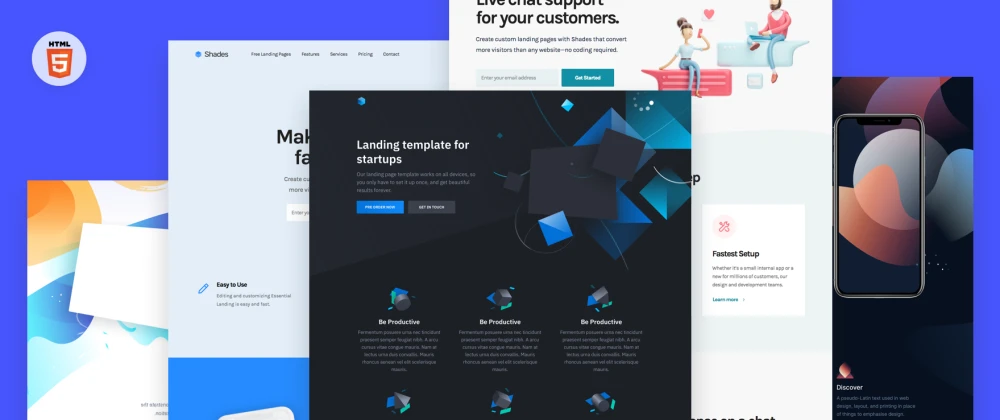 HTML
5
Live chat support
for your customers.
Create custom landing pages with Shades that convert
more visitors than any website—no coding required.
Enter your email address
Get Started
Shades
Free Landing Pages
Features
Services
Pricing
Contact
Create cu
more visi
Enter yo
Easy to Use
Editing and customizing Essential
Landing is easy and fast.
Landing template for
startups
Our landing page template works on all devices, so
you only have to set it up once, and get beautiful
results forever.
PRE ORDER NOW
GET IN TOUCH
Be Productive
Fermentum posuere urna nec tincidunt
praesent semper feugiat nibh. A arcu
cursus vitae congue mauris. Nam at
lectus urna duis convallis. Mauris
rhoncus aenean vel elit scelerisque
mauris.
Be Productive
Fermentum posuere urna nec tincidunt
praesent semper feugiat nibh. A arcu
cursus vitae congue mauris. Nam at
lectus urna duis convallis. Mauris
rhoncus aenean vel elit scelerisque
mauris.
Be Productive
Fermentum posuere urna nec tincidunt
praesent semper feugiat nibh. A arcu
cursus vitae congue mauris. Nam at
lectus urna duis convallis. Mauris
rhoncus aenean vel elit scelerisque
mauris.
ep
Fastest Setup
Whether it's a small internal app or a
new for millions of customers, our
design and development teams.
Learn more
Discover
A pseudo-Latin text used in web
design, layout, and printing in place
of things to emphasise design.